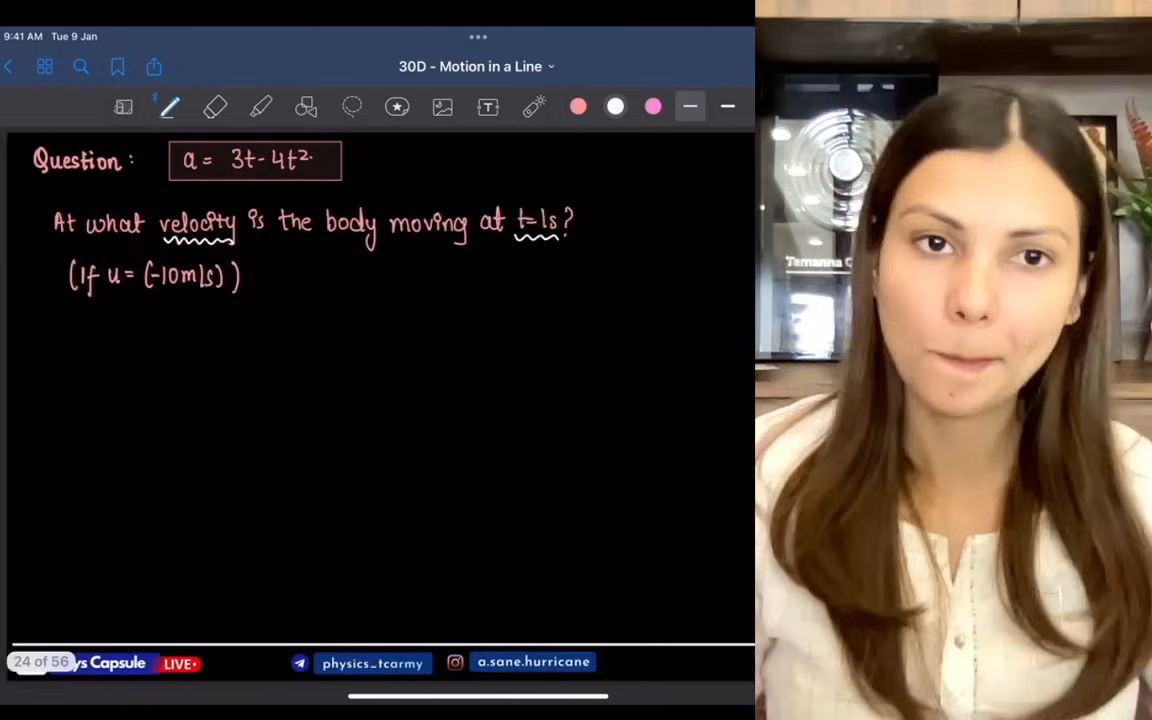 9:41 AM Tue 9 Jan
30D - Motion in a Line
Question: a = 3t - 4t²
At what velocity is the body moving at t=1s?
(If u = (-10m/s))
Tamanna
24 of 56
ys Capsule LIVE
physics_tcarmy
a.sane.hurricane